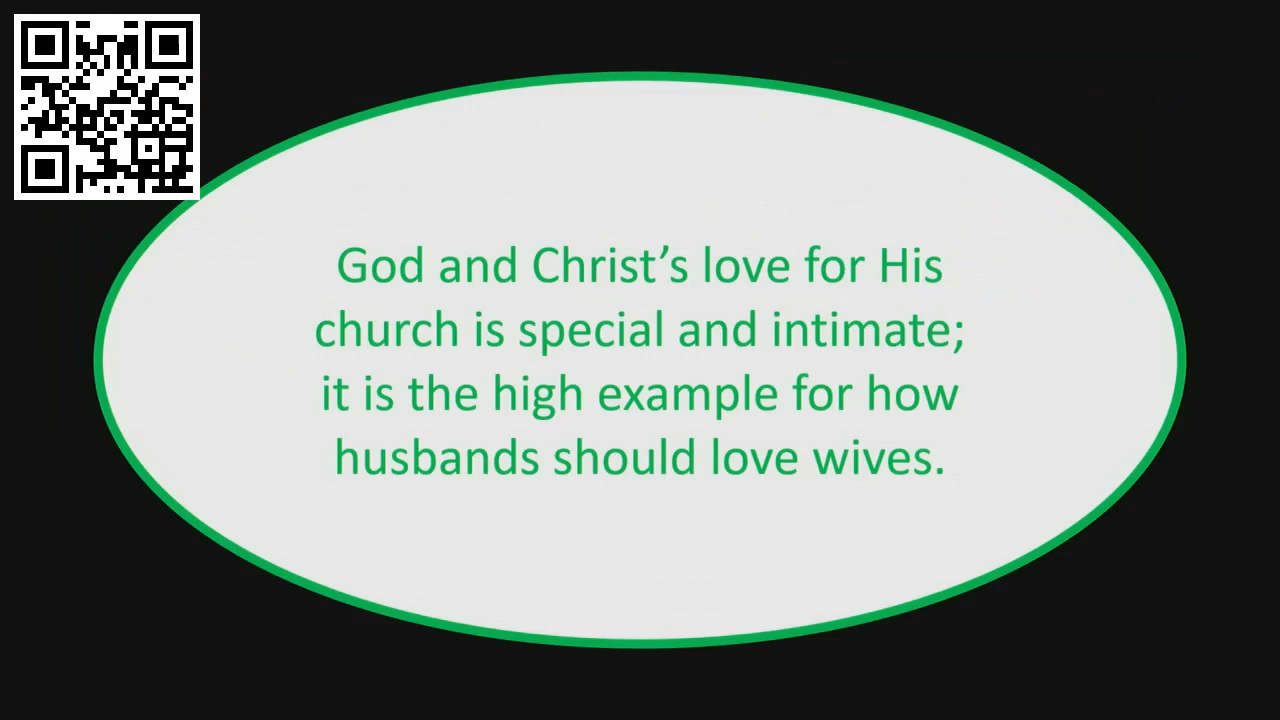 God and Christ’s love for His
church is special and intimate;
it is the high example for how
husbands should love wives.